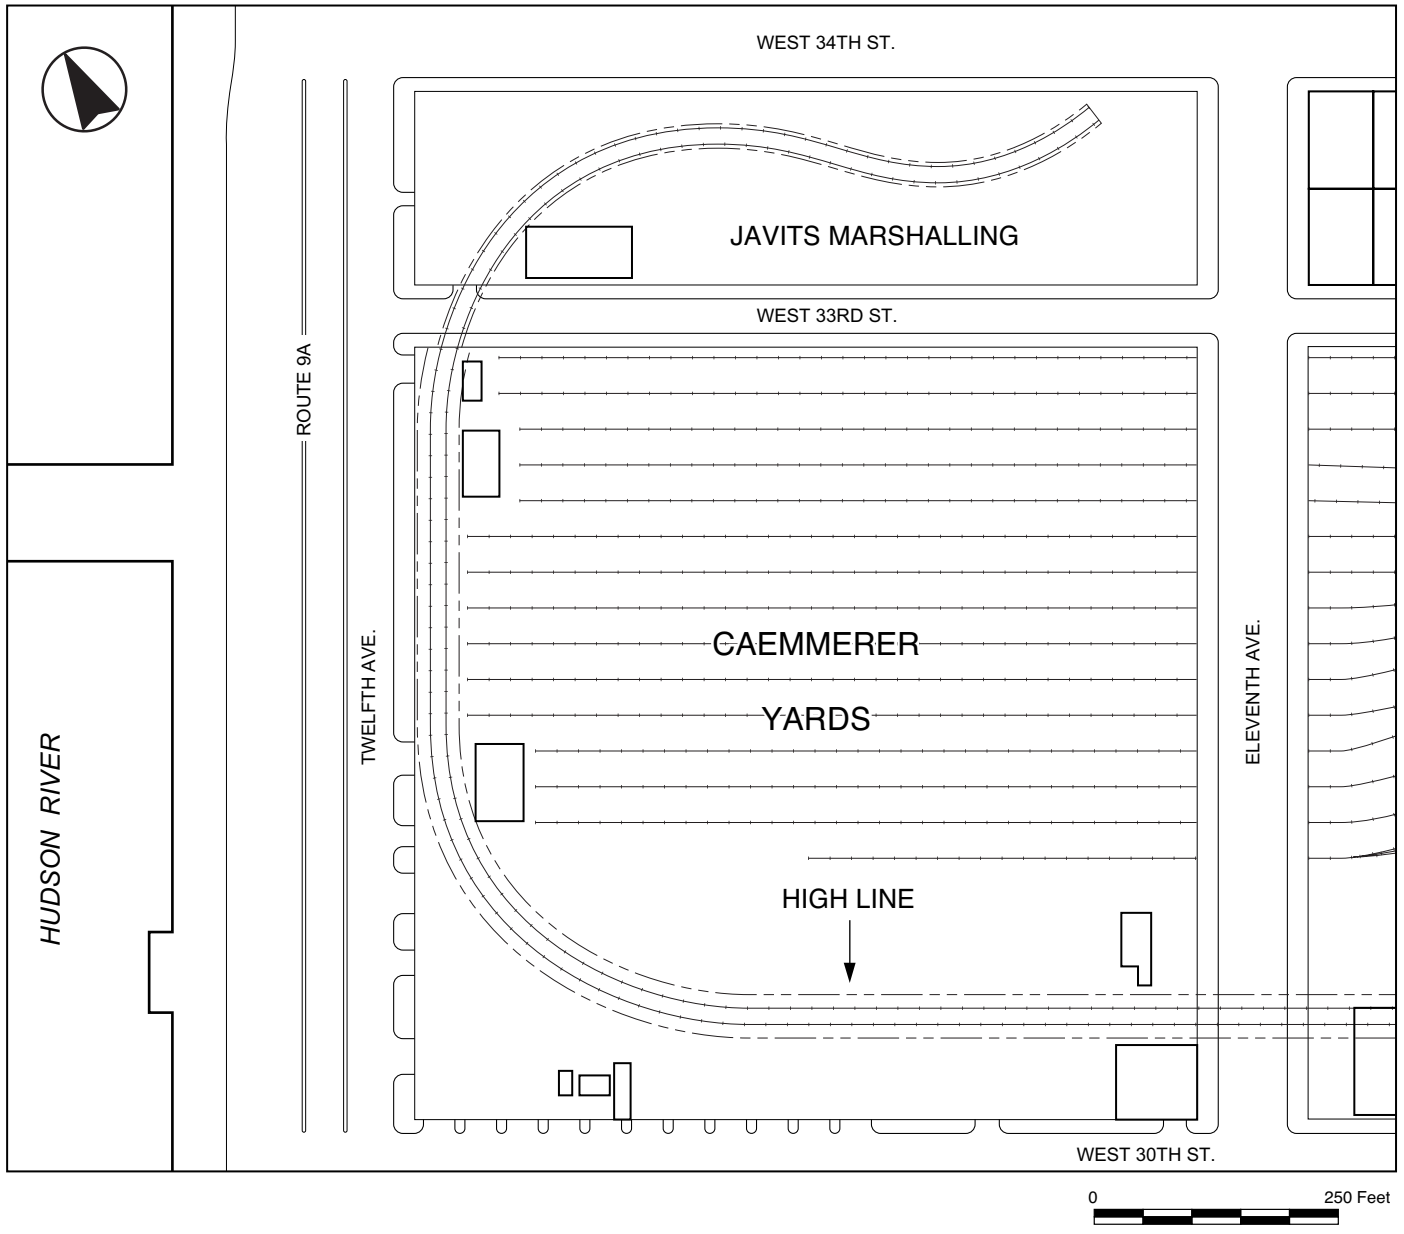 WEST 34TH ST.
JAVITS MARSHALLING
WEST 33RD ST.
ROUTE 9A
TWELFTH AVE.
CAEMMERER
YARDS
ELEVENTH AVE.
HUDSON RIVER
HIGH LINE
WEST 30TH ST.
0 250 Feet